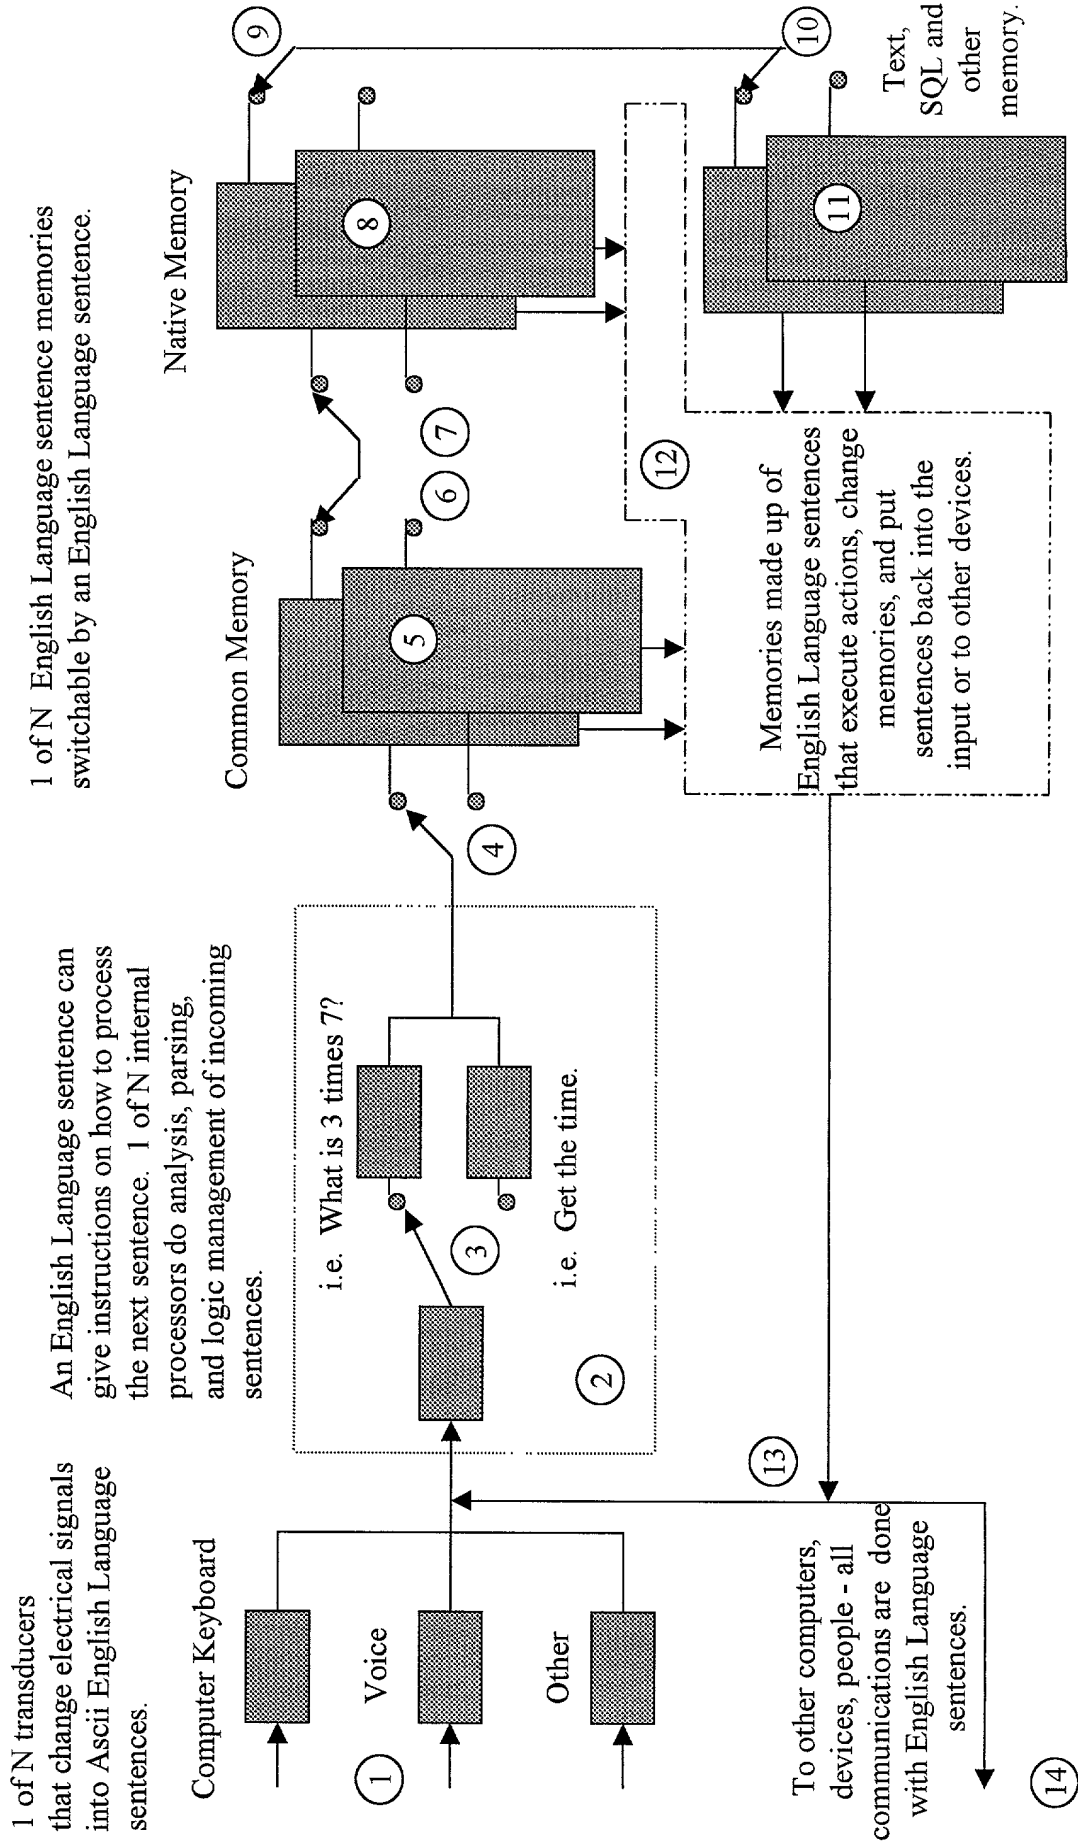 1 of N transducers
that change electrical signals
into Ascii English Language
sentences.
Computer Keyboard
Voice
Other
1
An English Language sentence can
give instructions on how to process
the next sentence.  1 of N internal
processors do analysis, parsing,
and logic management of incoming
sentences.
i.e.  What is 3 times 7?
i.e.  Get the time.
2
3
4
1 of N  English Language sentence memories
switchable by an English Language sentence.
Common Memory
5
6
7
Native Memory
8
9
10
11
Text,
SQL and
other
memory.
12
Memories made up of
English Language sentences
that execute actions, change
memories, and put
sentences back into the
input or to other devices.
13
To other computers,
devices, people - all
communications are  done
with English Language
sentences.
14